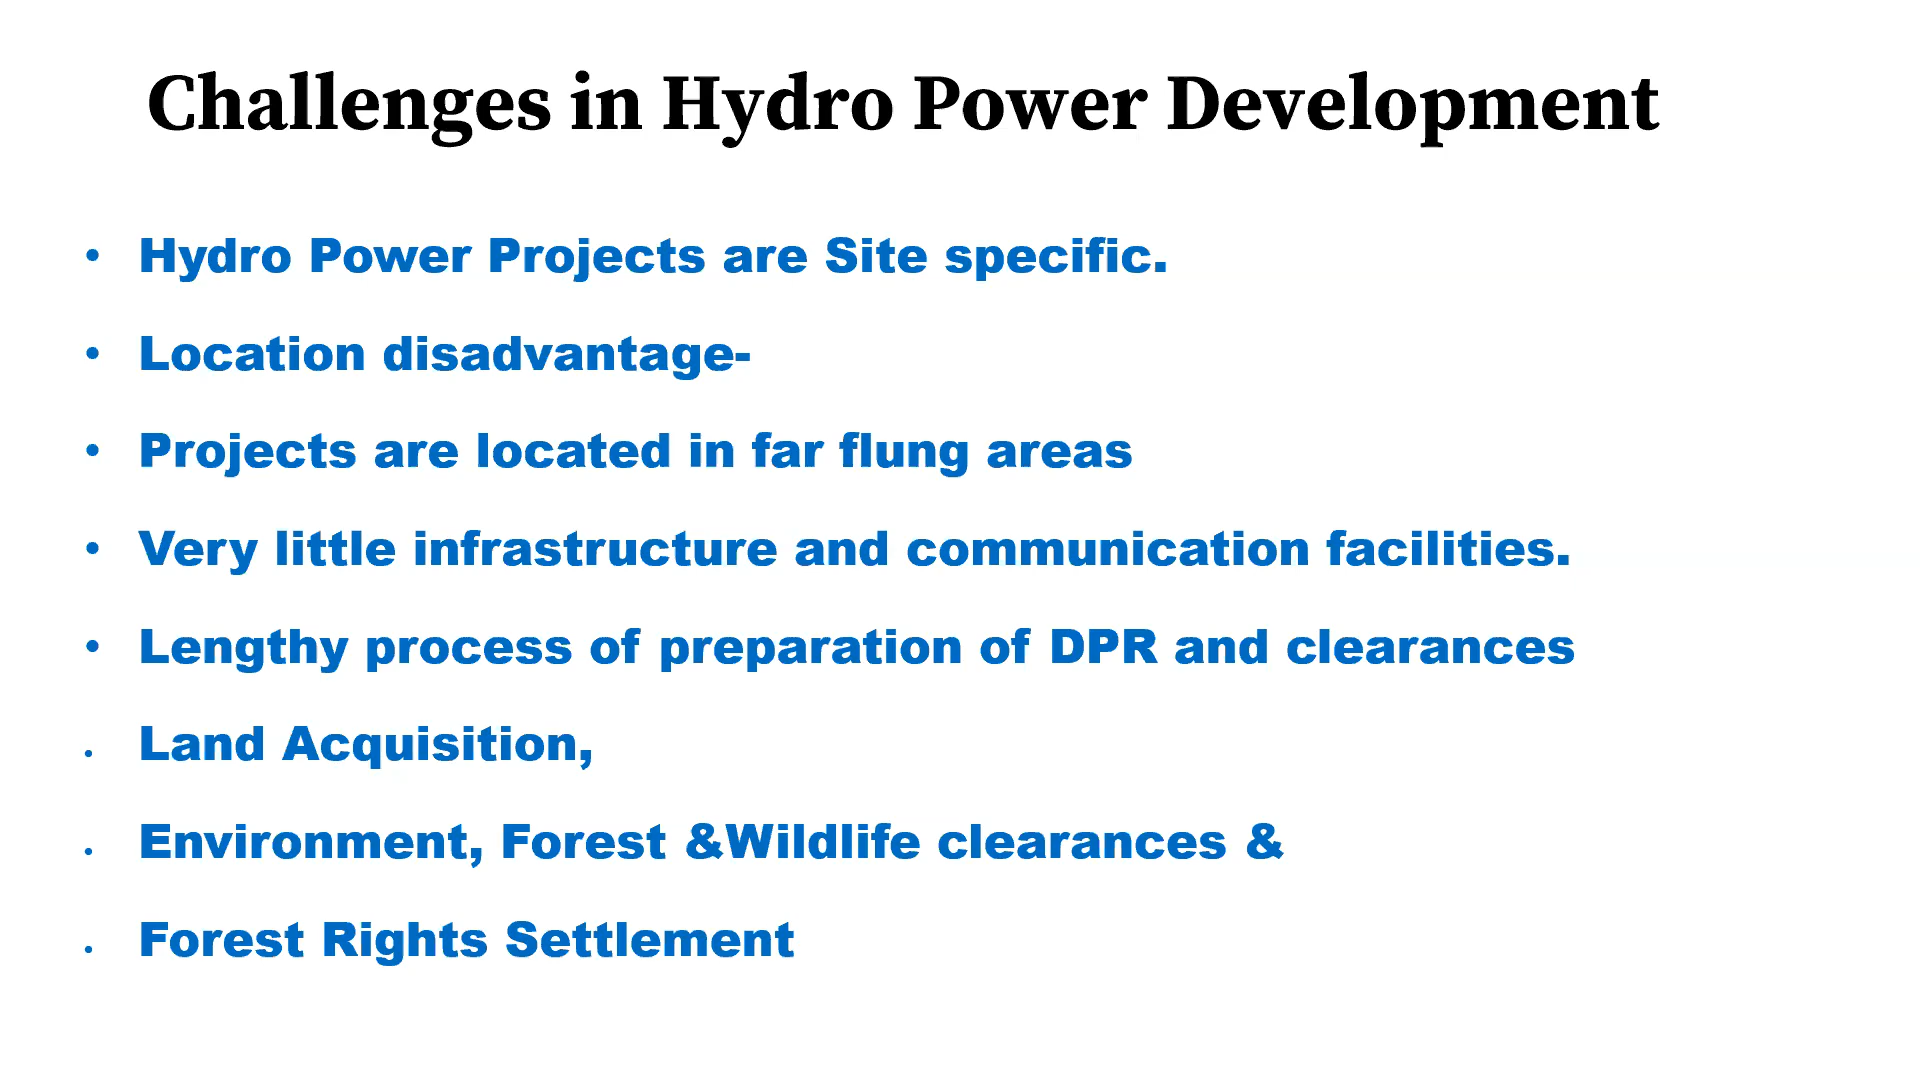 Challenges in Hydro Power Development
• Hydro Power Projects are Site specific.
• Location disadvantage-
• Projects are located in far flung areas
• Very little infrastructure and communication facilities.
• Lengthy process of preparation of DPR and clearances
• Land Acquisition,
• Environment, Forest &Wildlife clearances &
• Forest Rights Settlement